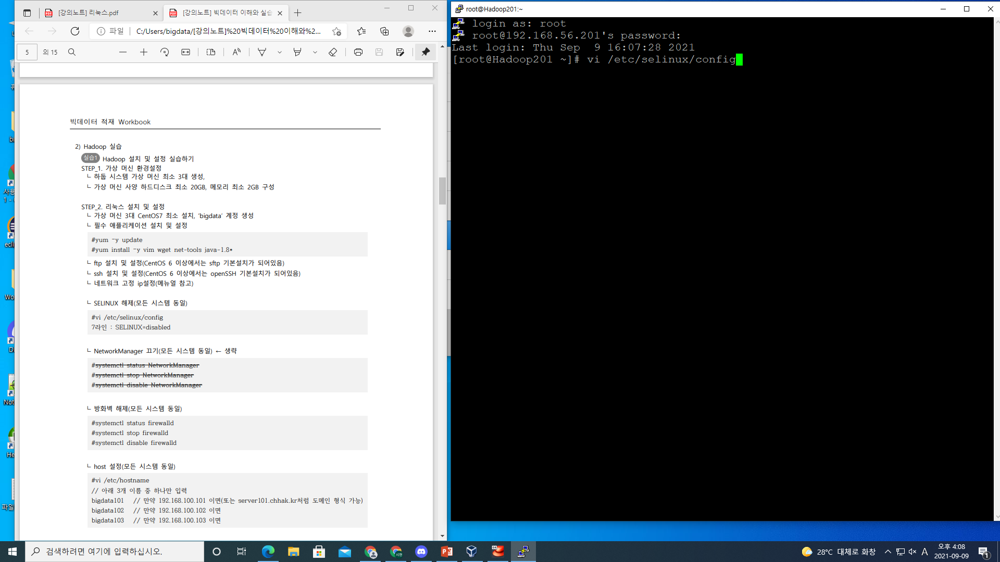 [강의노트] 리눅스.pdf
[강의노트] 빅데이터 이해와 실습
파일
C:/Users/bigdata/[강의노트]%20빅데이터%20이해와%2...
5
의 15
빅데이터 적재 Workbook
2) Hadoop 실습
실습1 Hadoop 설치 및 설정 실습하기
STEP_1. 가상 머신 환경설정
ㄴ 하둡 시스템 가상 머신 최소 3대 생성,
ㄴ 가상 머신 사양 하드디스크 최소 20GB, 메모리 최소 2GB 구성
STEP_2. 리눅스 설치 및 설정
ㄴ 가상 머신 3대 CentOS7 최소 설치, 'bigdata' 계정 생성
ㄴ 필수 애플리케이션 설치 및 설정
#yum -y update
#yum install -y vim wget net-tools java-1.8*
ㄴ ftp 설치 및 설정(CentOS 6 이상에서는 sftp 기본설치가 되어있음)
ㄴ ssh 설치 및 설정(CentOS 6 이상에서는 openSSH 기본설치가 되어있음)
ㄴ 네트워크 고정 ip설정(메뉴얼 참고)
ㄴ SELINUX 해제(모든 시스템 동일)
#vi /etc/selinux/config
7라인 : SELINUX=disabled
ㄴ NetworkManager 끄기(모든 시스템 동일) ← 생략
#systemctl status NetworkManager
#systemctl stop NetworkManager
#systemctl disable NetworkManager
ㄴ 방화벽 해제(모든 시스템 동일)
#systemctl status firewalld
#systemctl stop firewalld
#systemctl disable firewalld
ㄴ host 설정(모든 시스템 동일)
#vi /etc/hostname
// 아래 3개 이름 중 하나만 입력
bigdata101 // 만약 192.168.100.101 이면(또는 server101.chhak.kr처럼 도메인 형식 가능)
bigdata102 // 만약 192.168.100.102 이면
bigdata103 // 만약 192.168.100.103 이면
root@Hadoop201:~
login as: root
root@192.168.56.201's password:
Last login: Thu Sep  9 16:07:28 2021
[root@Hadoop201 ~]# vi /etc/selinux/config
검색하려면 여기에 입력하십시오.
28°C 대체로 화창
A
오후 4:08
2021-09-09
1